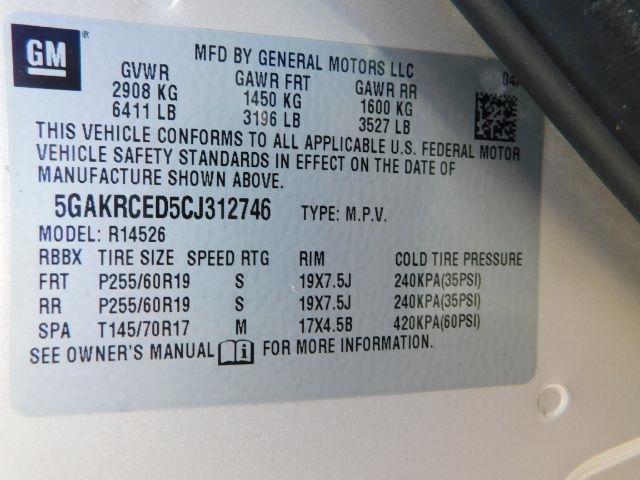 GM ®
MFD BY GENERAL MOTORS LLC
GVWR GAWR FRT GAWR RR
2908 KG 1450 KG 1600 KG
6411 LB 3196 LB 3527 LB
THIS VEHICLE CONFORMS TO ALL APPLICABLE U.S. FEDERAL MOTOR
VEHICLE SAFETY STANDARDS IN EFFECT ON THE DATE OF
MANUFACTURE SHOWN ABOVE.
5GAKRCED5CJ312746 TYPE: M.P.V.
MODEL: R14526
RBBX TIRE SIZE SPEED RTG RIM COLD TIRE PRESSURE
FRT P255/60R19 S 19X7.5J 240KPA(35PSI)
RR P255/60R19 S 19X7.5J 240KPA(35PSI)
SPA T145/70R17 M 17X4.5B 420KPA(60PSI)
SEE OWNER'S MANUAL i FOR MORE INFORMATION.